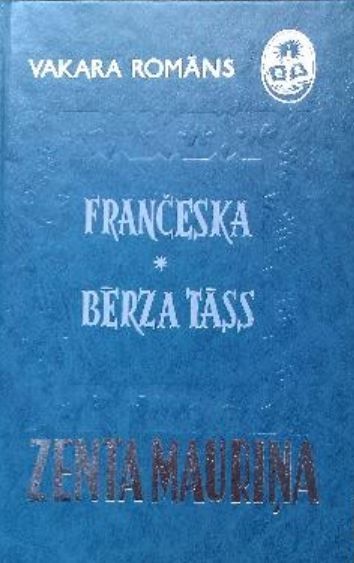 VAKARA ROMĀNS
FRANČESKA
*
BĒRZA TĀSS
ZENTA MAURIŅA